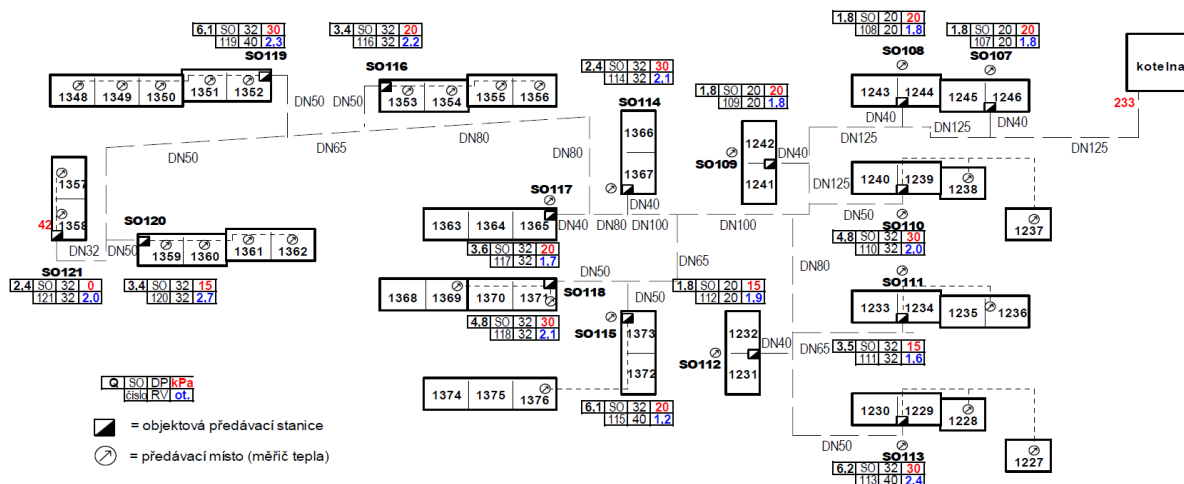 6,1 SO 32 30
119 40 2,3
SO119
3,4 SO 32 20
116 32 2,2
SO116
2,4 SO 32 30
114 32 2,1
SO114
1,8 SO 20 20
109 20 1,8
1,8 SO 20 20
108 20 1,8
SO108
1,8 SO 20 20
107 20 1,8
SO107
kotelna
233
1348 1349 1350 1351 1352
DN50
DN50
1353 1354 1355 1356
1243 1244
1245 1246
DN40
DN40
DN125
DN125
DN125
DN50
DN65
DN80
DN80
1366
1367
DN40
SO109
1242
1241
DN40
DN125
1240 1239
1238
1237
DN50
SO110
4,8 SO 32 30
110 32 2,0
1357
1358
42
DN32
DN50
SO121
2,4 SO 32 0
121 32 2,0
SO120
1359 1360 1361 1362
3,4 SO 32 15
120 32 2,7
SO117
1363 1364 1365
DN40
DN80
DN100
DN100
3,6 SO 32 20
117 32 1,7
DN50
DN65
DN80
1368 1369 1370 1371
SO118
4,8 SO 32 30
118 32 2,1
DN50
SO115
1373
1372
1374 1375 1376
6,1 SO 32 20
115 40 1,2
1,8 SO 20 15
112 20 1,9
1232
1231
SO112
DN40
DN65
SO111
1233 1234
1235 1236
3,5 SO 32 15
111 32 1,6
1230 1229
1228
1227
DN50
SO113
6,2 SO 32 30
113 40 2,4
Q SO DP kPa
číslo RV ot.
= objektová předávací stanice
= předávací místo (měřič tepla)